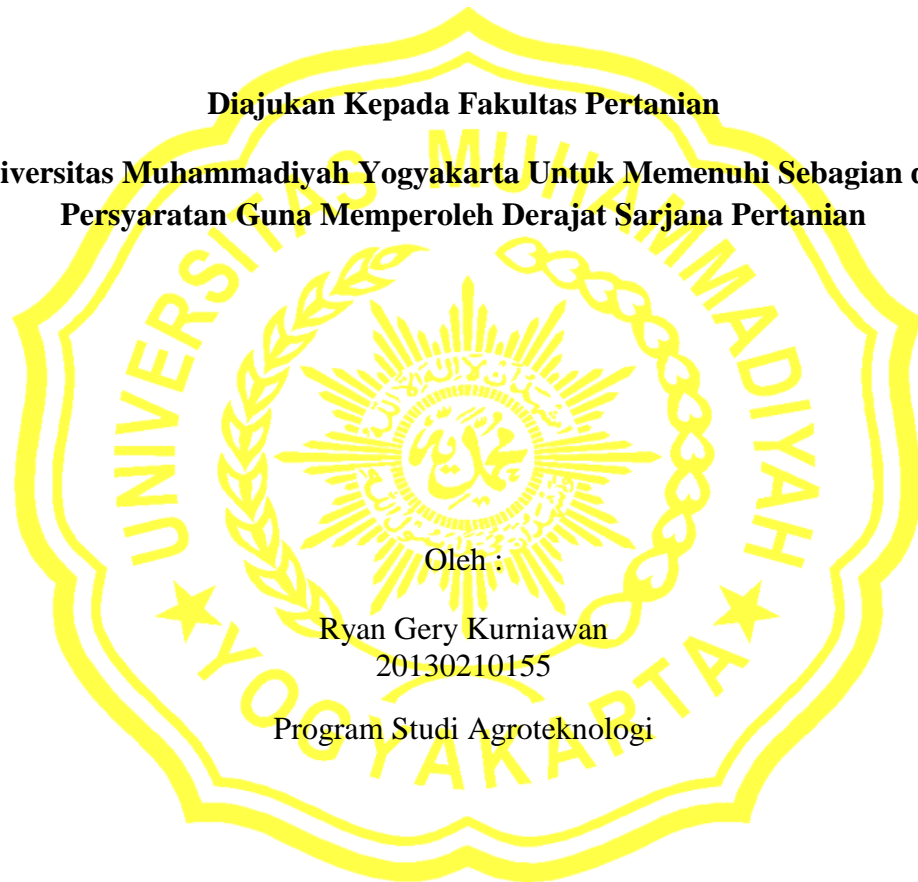 Diajukan Kepada Fakultas Pertanian
iversitas Muhammadiyah Yogyakarta Untuk Memenuhi Sebagian d
Persyaratan Guna Memperoleh Derajat Sarjana Pertanian
UNIVERSITAS MUHAMMADIYAH
YOGYAKARTA
Oleh :
Ryan Gery Kurniawan
20130210155
Program Studi Agroteknologi